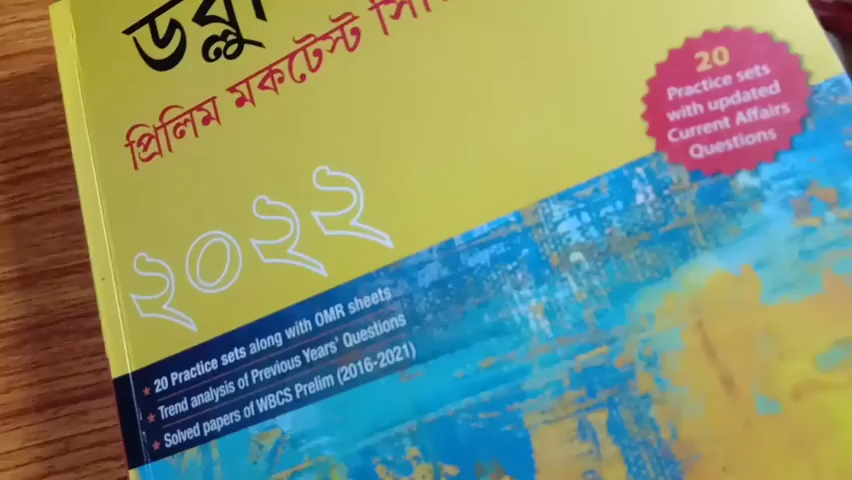 প্রিলিম মকটেস্ট
২০২২
20
Practice sets
with updated
Current Affairs
Questions
20 Practice sets along with OMR sheets
Trend analysis of Previous Years' Questions
Solved papers of WBCS Prelim (2016-2021)